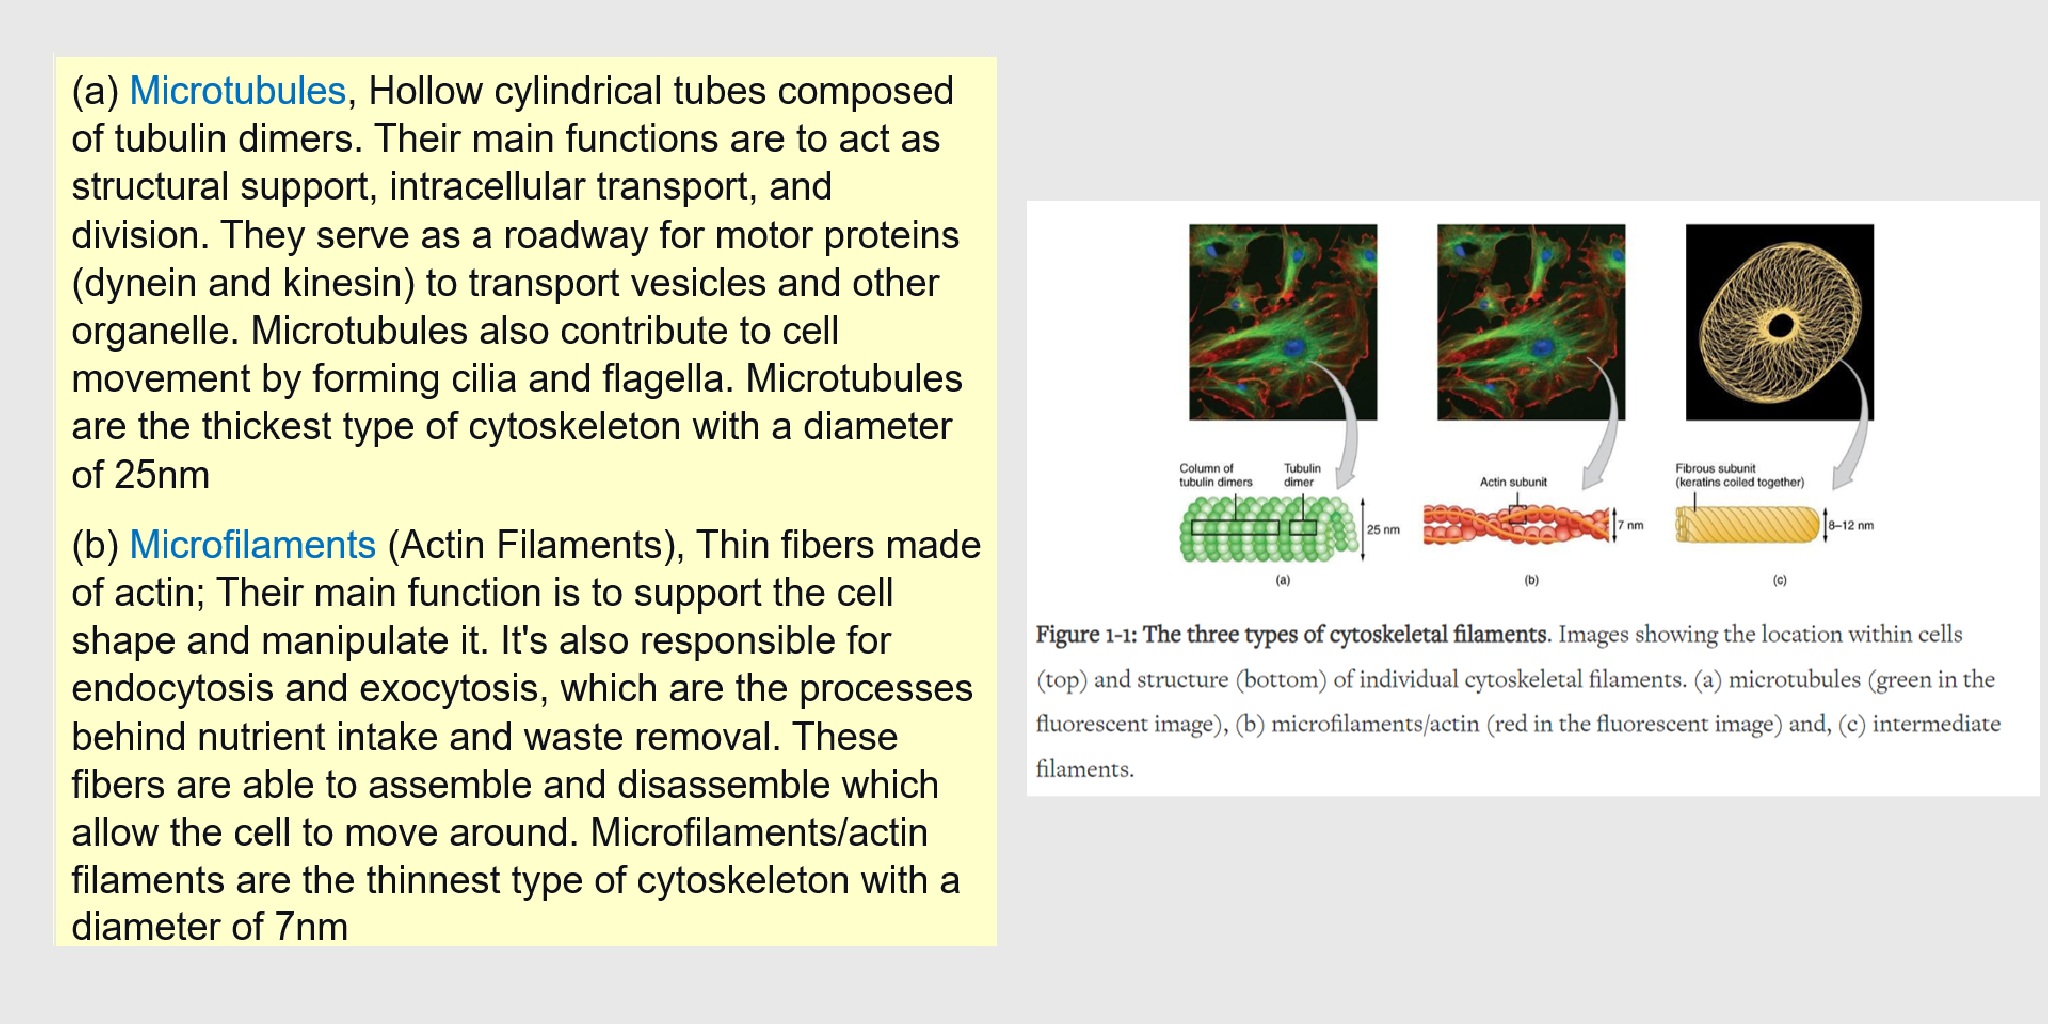 (a) Microtubules, Hollow cylindrical tubes composed
of tubulin dimers. Their main functions are to act as
structural support, intracellular transport, and
division. They serve as a roadway for motor proteins
(dynein and kinesin) to transport vesicles and other
organelle. Microtubules also contribute to cell
movement by forming cilia and flagella. Microtubules
are the thickest type of cytoskeleton with a diameter
of 25nm
(b) Microfilaments (Actin Filaments), Thin fibers made
of actin; Their main function is to support the cell
shape and manipulate it. It's also responsible for
endocytosis and exocytosis, which are the processes
behind nutrient intake and waste removal. These
fibers are able to assemble and disassemble which
allow the cell to move around. Microfilaments/actin
filaments are the thinnest type of cytoskeleton with a
diameter of 7nm
Column of
tubulin dimers
Tubulin
dimer
25 nm
(a)
Actin subunit
7 nm
(b)
Fibrous subunit
(keratins coiled together)
8–12 nm
(c)
Figure 1-1: The three types of cytoskeletal filaments. Images showing the location within cells
(top) and structure (bottom) of individual cytoskeletal filaments. (a) microtubules (green in the
fluorescent image), (b) microfilaments/actin (red in the fluorescent image) and, (c) intermediate
filaments.